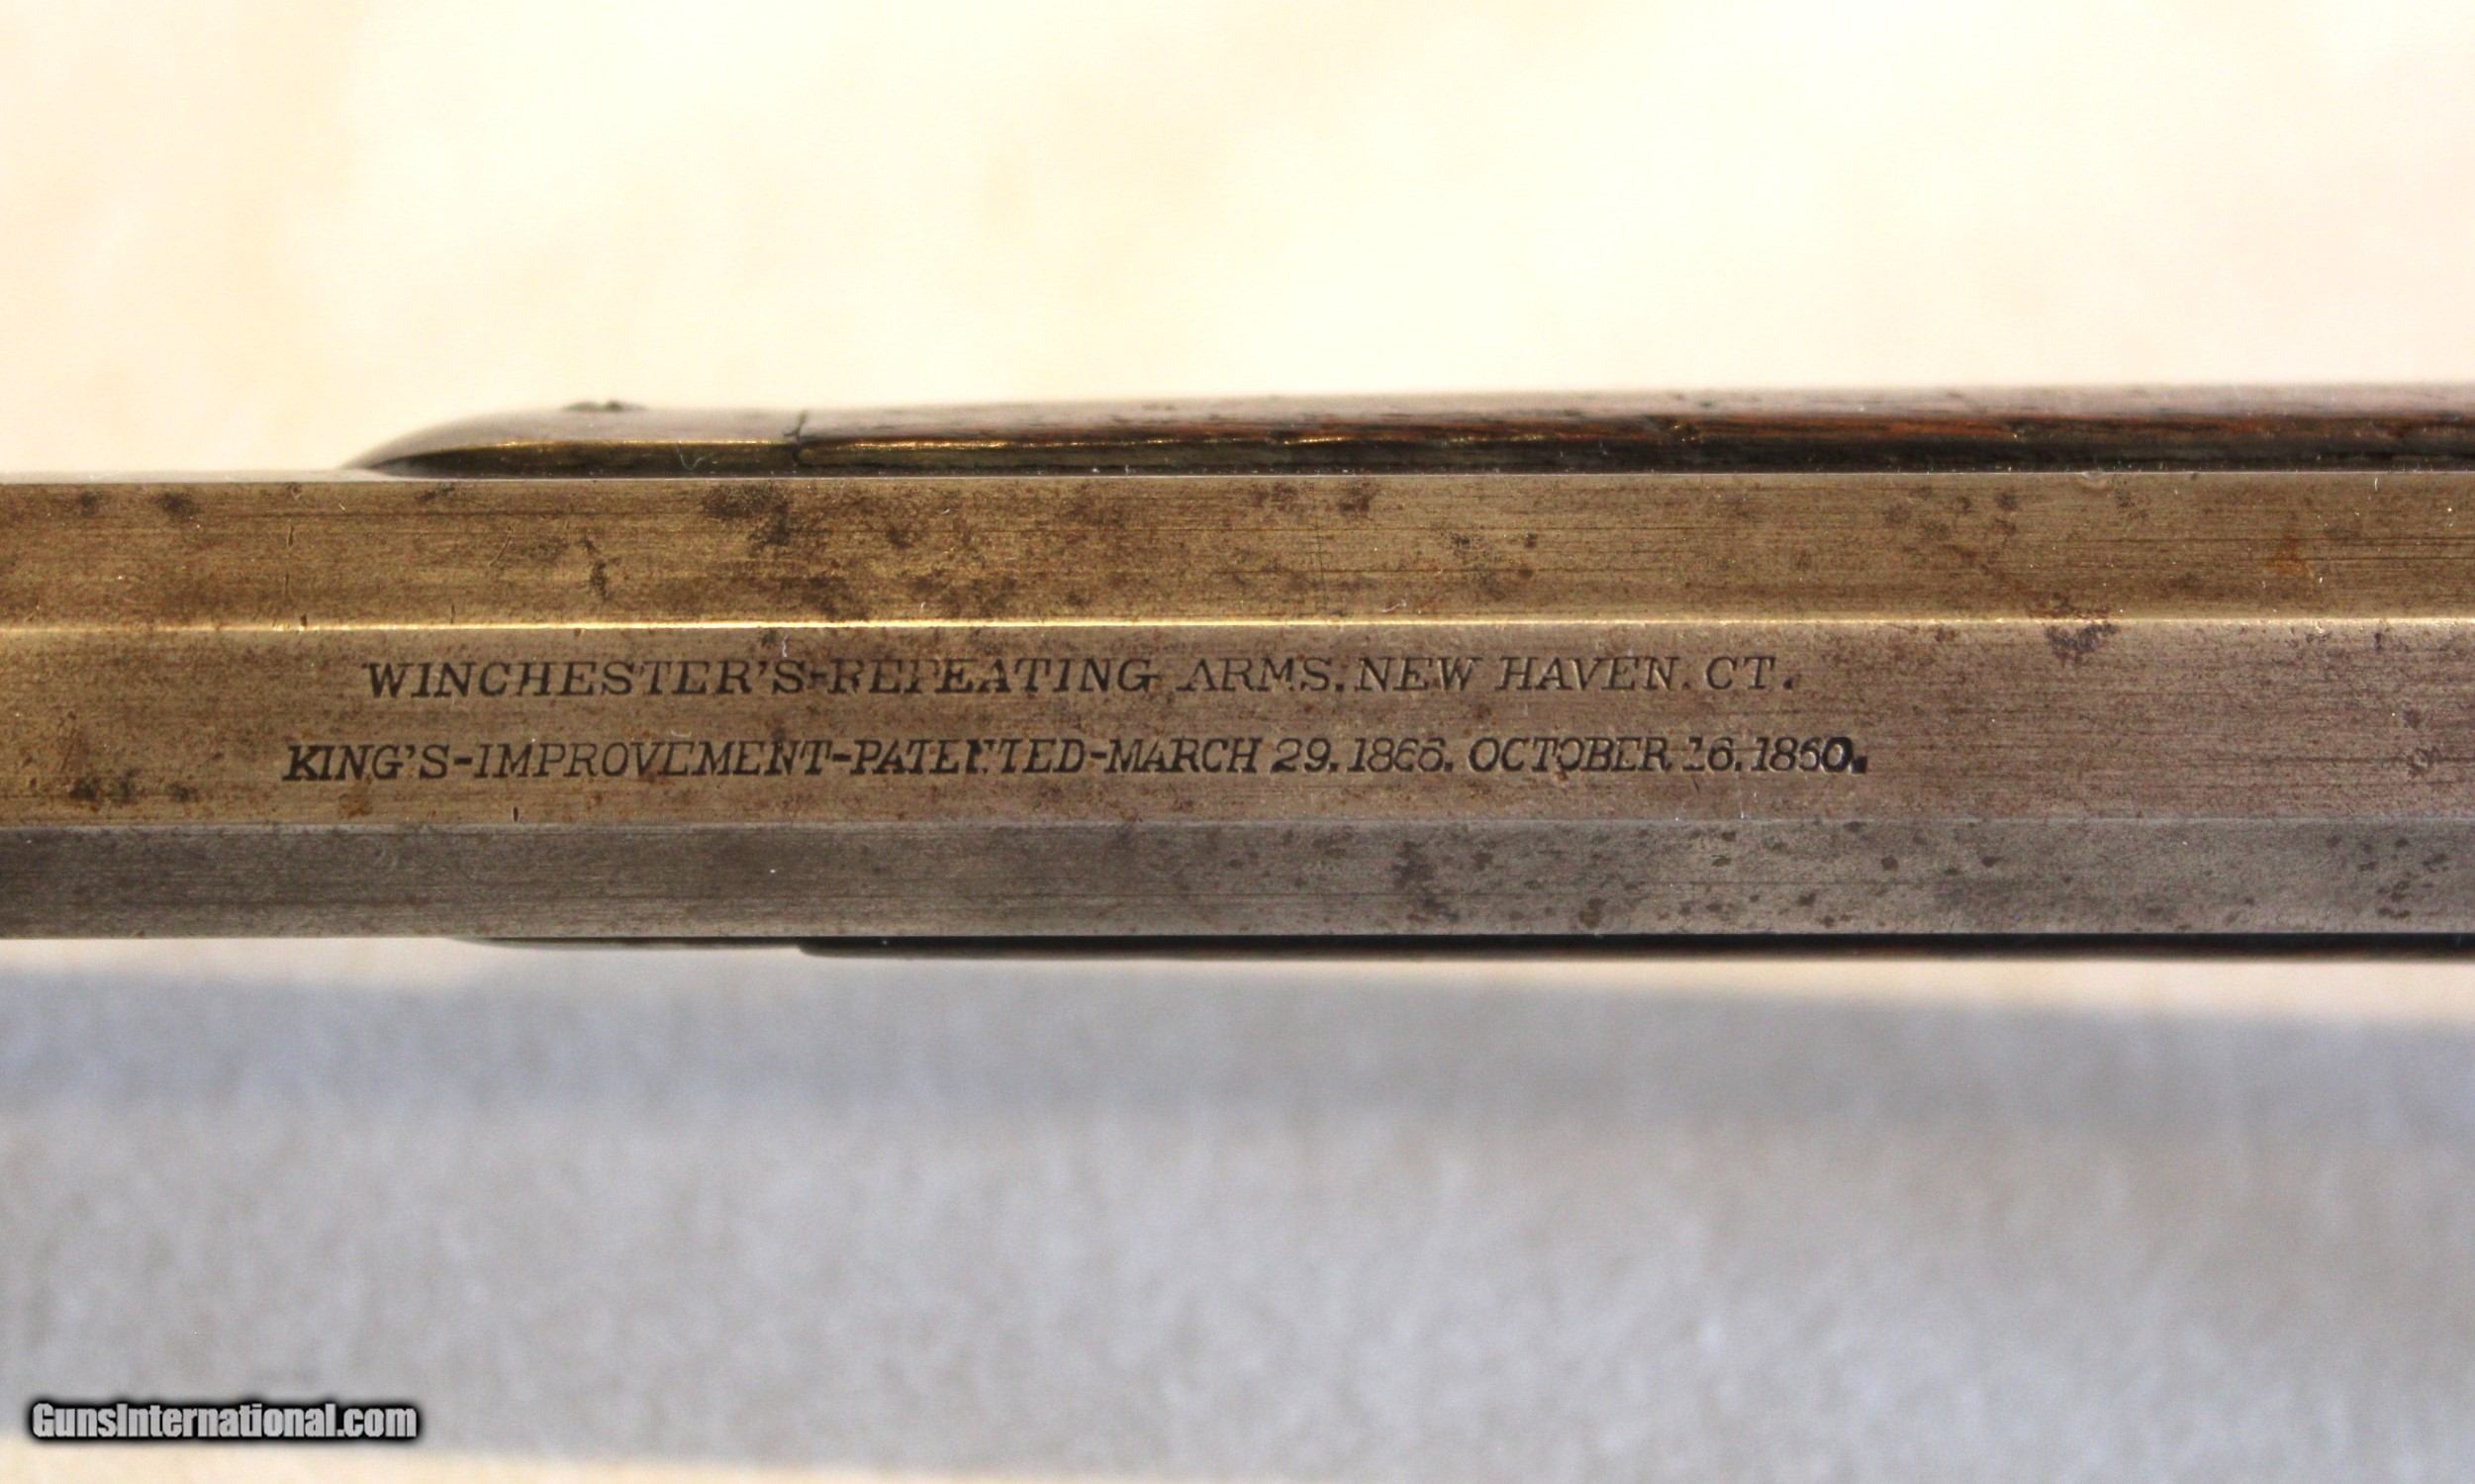 WINCHESTER'S-REPEATING ARMS. NEW HAVEN. CT.
KING'S-IMPROVEMENT-PATENTED-MARCH 29. 1866. OCTOBER 16. 1860.
GunsInternational.com